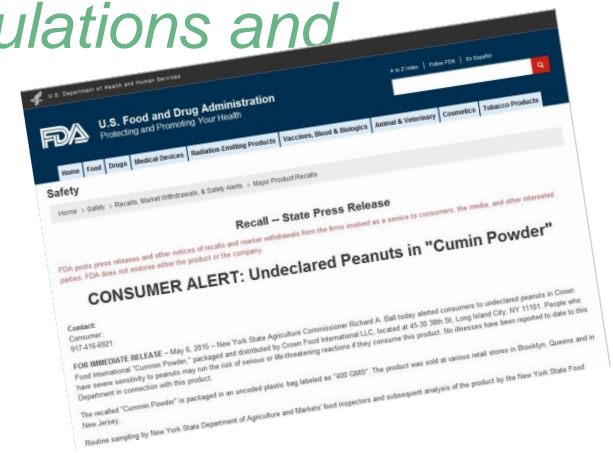 ulations and
U.S. Department of Health and Human Services
FDA
U.S. Food and Drug Administration
Protecting and Promoting Your Health
A to Z Index | Follow FDA | En Español
Home Food Drugs Medical Devices Radiation-Emitting Products Vaccines, Blood & Biologics Animal & Veterinary Cosmetics Tobacco Products
Safety
Home > Safety > Recalls, Market Withdrawals, & Safety Alerts > Major Product Recalls
Recall -- State Press Release
FDA posts press releases and other notices of recalls and market withdrawals from the firms involved as a service to consumers, the media, and other interested
parties. FDA does not endorse either the product or the company.
CONSUMER ALERT: Undeclared Peanuts in "Cumin Powder"
Contact:
Consumer:
917-416-6921
FOR IMMEDIATE RELEASE – May 6, 2015 – New York State Agriculture Commissioner Richard A. Ball today alerted consumers to undeclared peanuts in Crown
Food International "Cummin Powder," packaged and distributed by Crown Food International LLC, located at 45-30 38th St, Long Island City, NY 11101. People who
have severe sensitivity to peanuts may run the risk of serious or life-threatening reactions if they consume this product. No illnesses have been reported to date to this
Department in connection with this product.
The recalled "Cummin Powder" is packaged in an uncoded plastic bag labeled as "400 GMS". The product was sold at various retail stores in Brooklyn, Queens and in
New Jersey.
Routine sampling by New York State Department of Agriculture and Markets' food inspectors and subsequent analysis of the product by the New York State Food